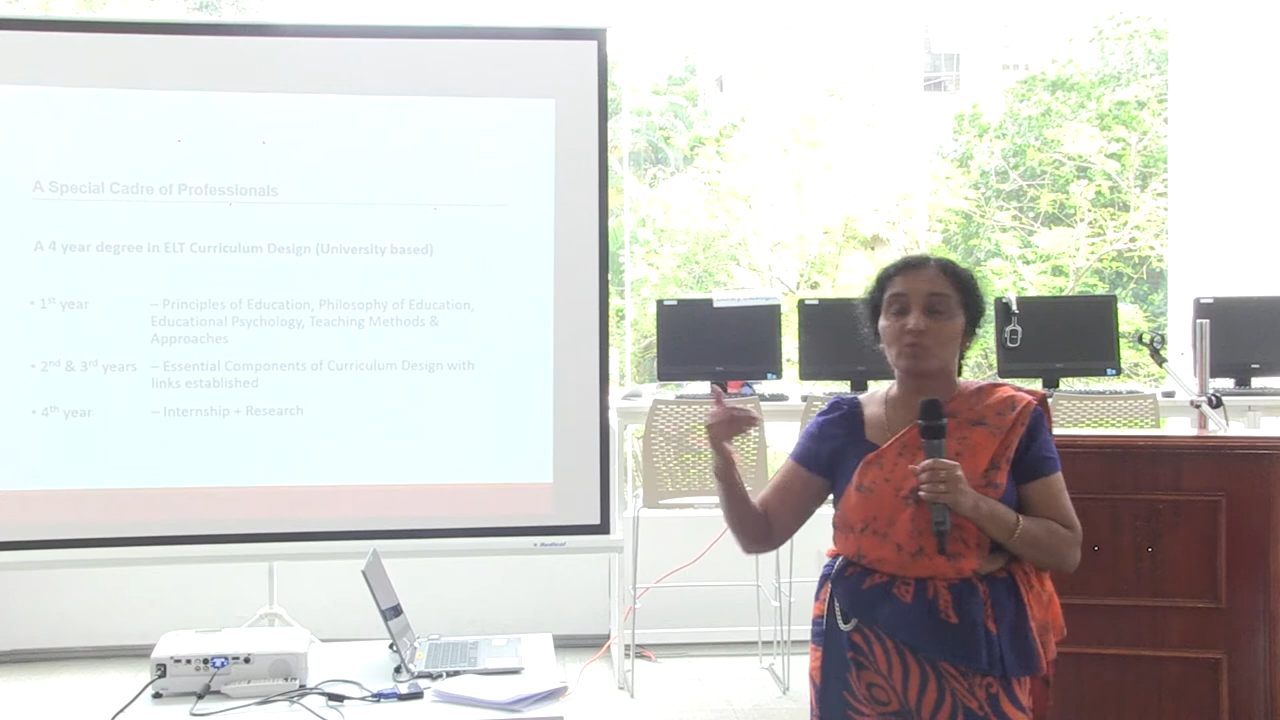 A Special Cadre of Professionals
A 4 year degree in ELT Curriculum Design (University based)
• 1st year – Principles of Education, Philosophy of Education,
Educational Psychology, Teaching Methods &
Approaches
• 2nd & 3rd years – Essential Components of Curriculum Design with
links established
• 4th year – Internship + Research